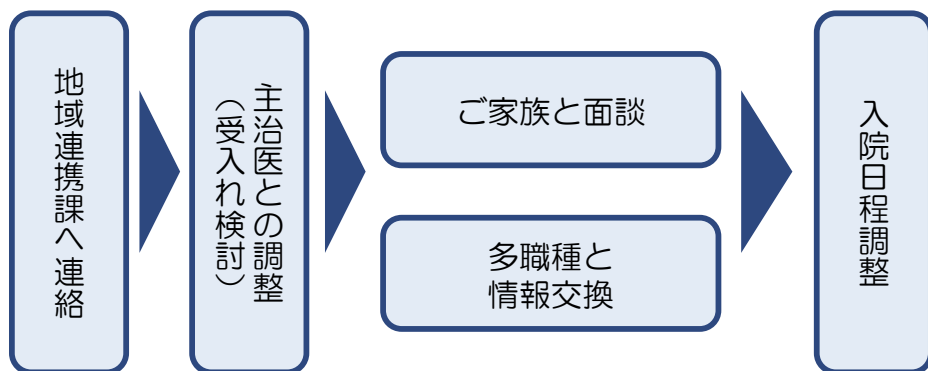 地域連携課へ連絡
主治医との調整
（受入れ検討）
ご家族と面談
多職種と
情報交換
入院日程調整